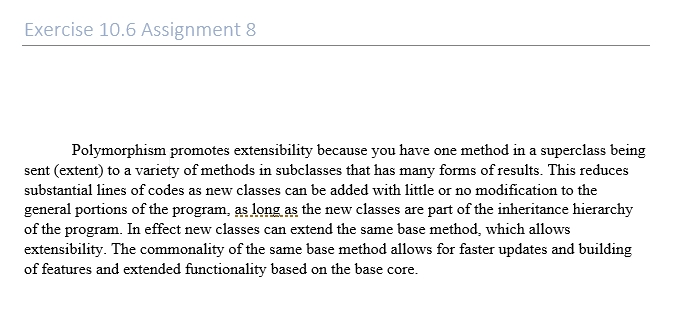 Exercise 10.6 Assignment 8
Polymorphism promotes extensibility because you have one method in a superclass being
sent (extent) to a variety of methods in subclasses that has many forms of results. This reduces
substantial lines of codes as new classes can be added with little or no modification to the
general portions of the program, as long as the new classes are part of the inheritance hierarchy
of the program. In effect new classes can extend the same base method, which allows
extensibility. The commonality of the same base method allows for faster updates and building
of features and extended functionality based on the base core.